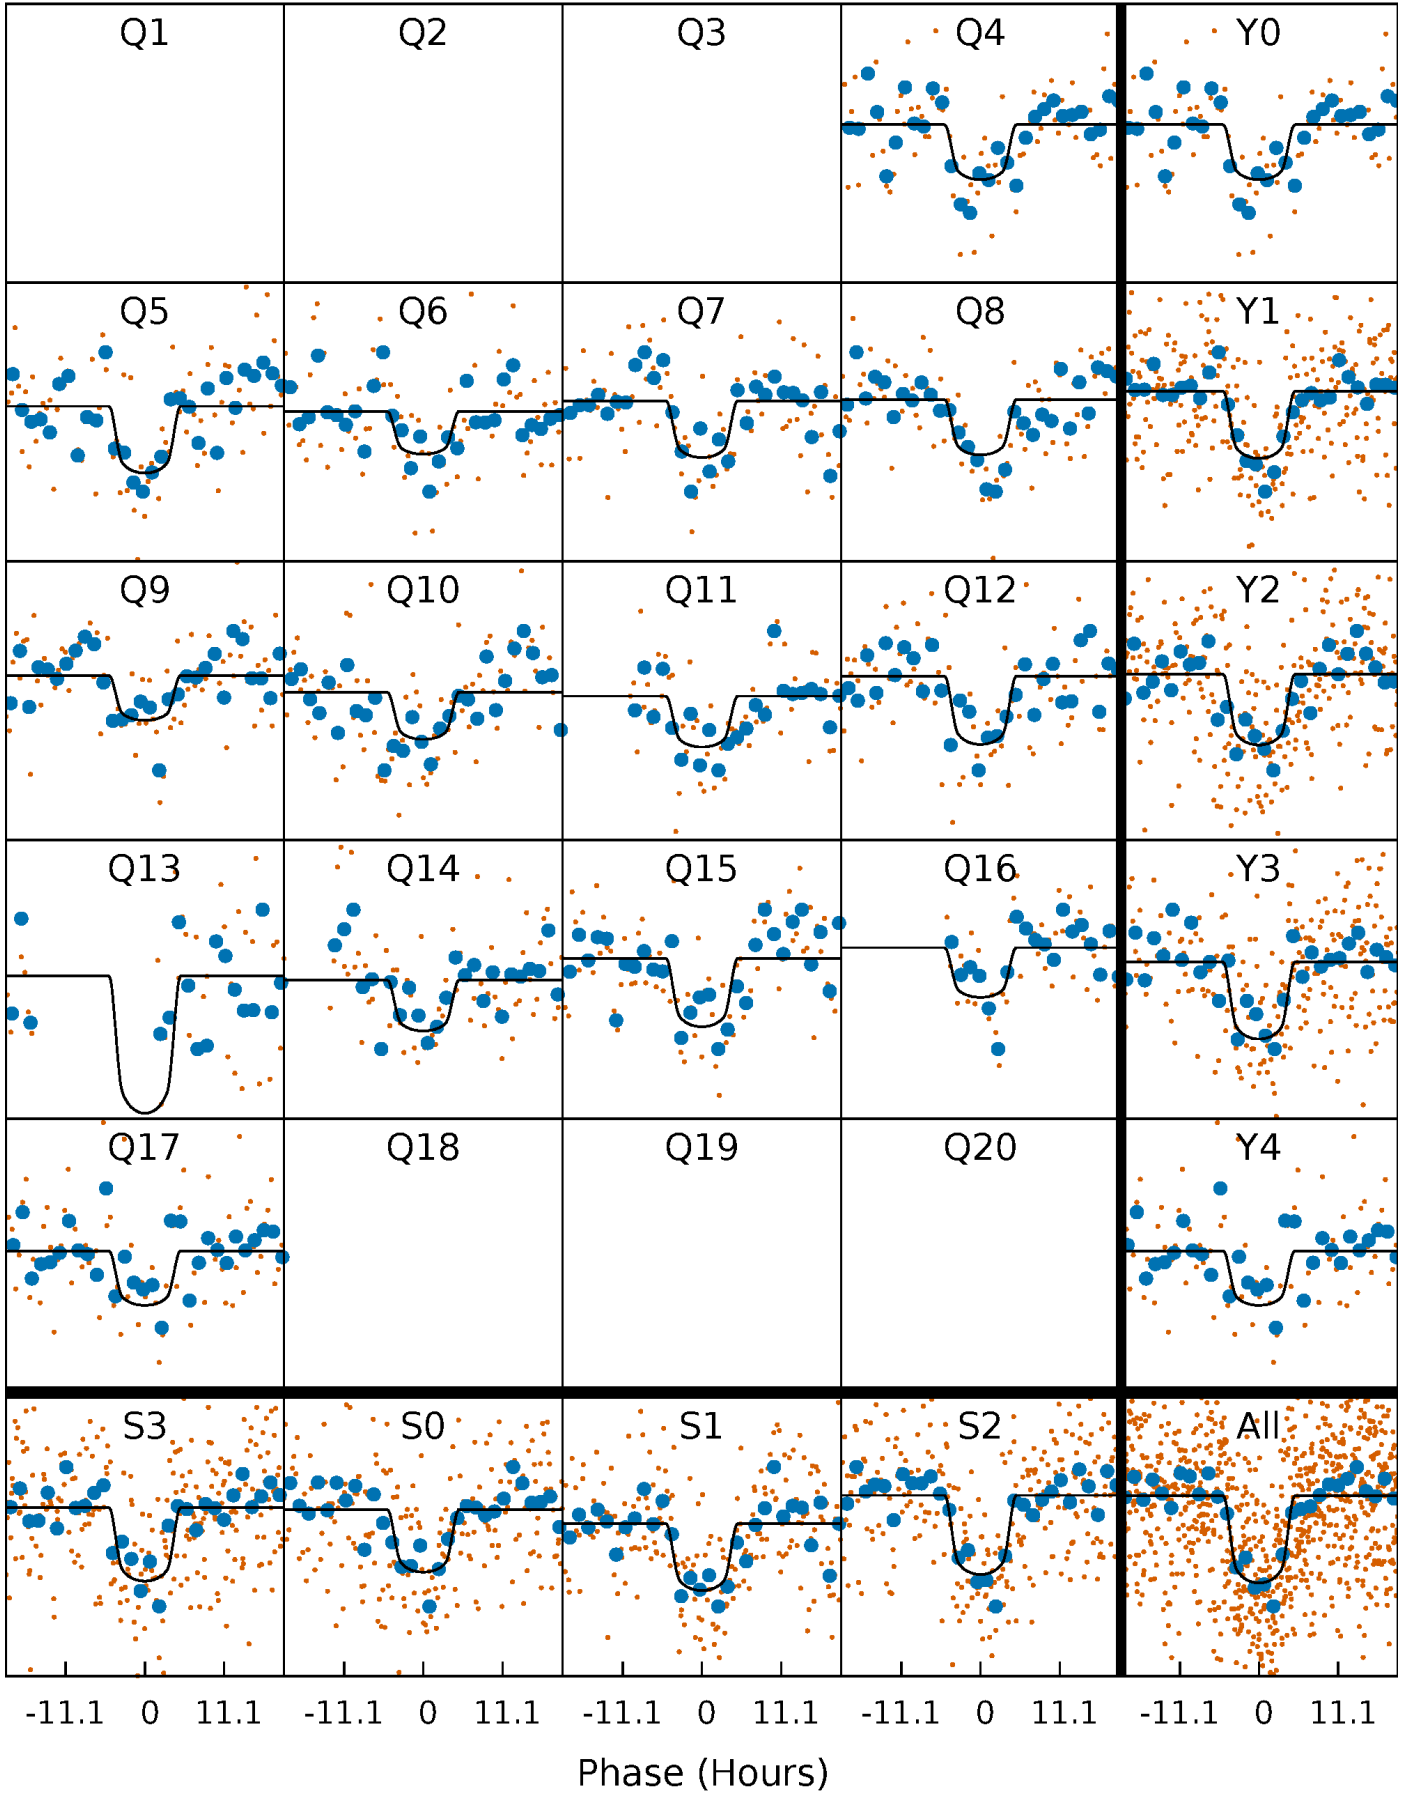 Q1 Q2 Q3 Q4 Y0
Q5 Q6 Q7 Q8 Y1
Q9 Q10 Q11 Q12 Y2
Q13 Q14 Q15 Q16 Y3
Q17 Q18 Q19 Q20 Y4
S3 S0 S1 S2 All
-11.1 0 11.1 -11.1 0 11.1 -11.1 0 11.1 -11.1 0 11.1 -11.1 0 11.1
Phase (Hours)